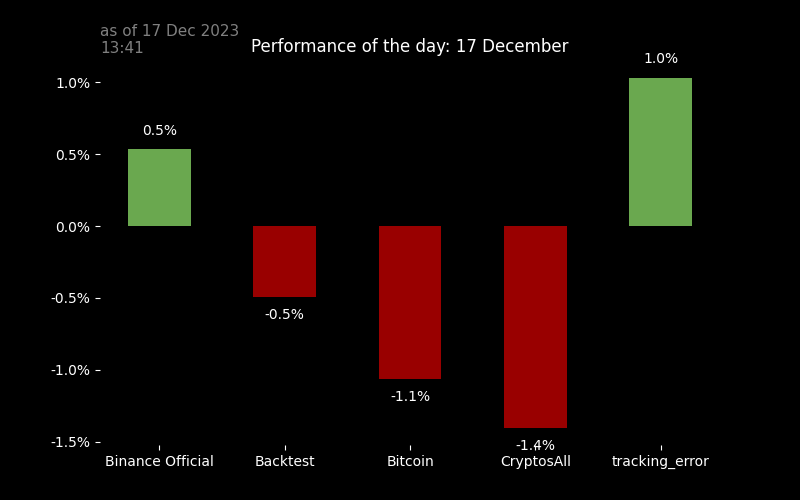 as of 17 Dec 2023
13:41
Performance of the day: 17 December
1.0%
0.5%
0.0%
-0.5%
-1.0%
-1.5%
0.5%
-0.5%
-1.1%
-1.4%
1.0%
Binance Official
Backtest
Bitcoin
CryptosAll
tracking_error